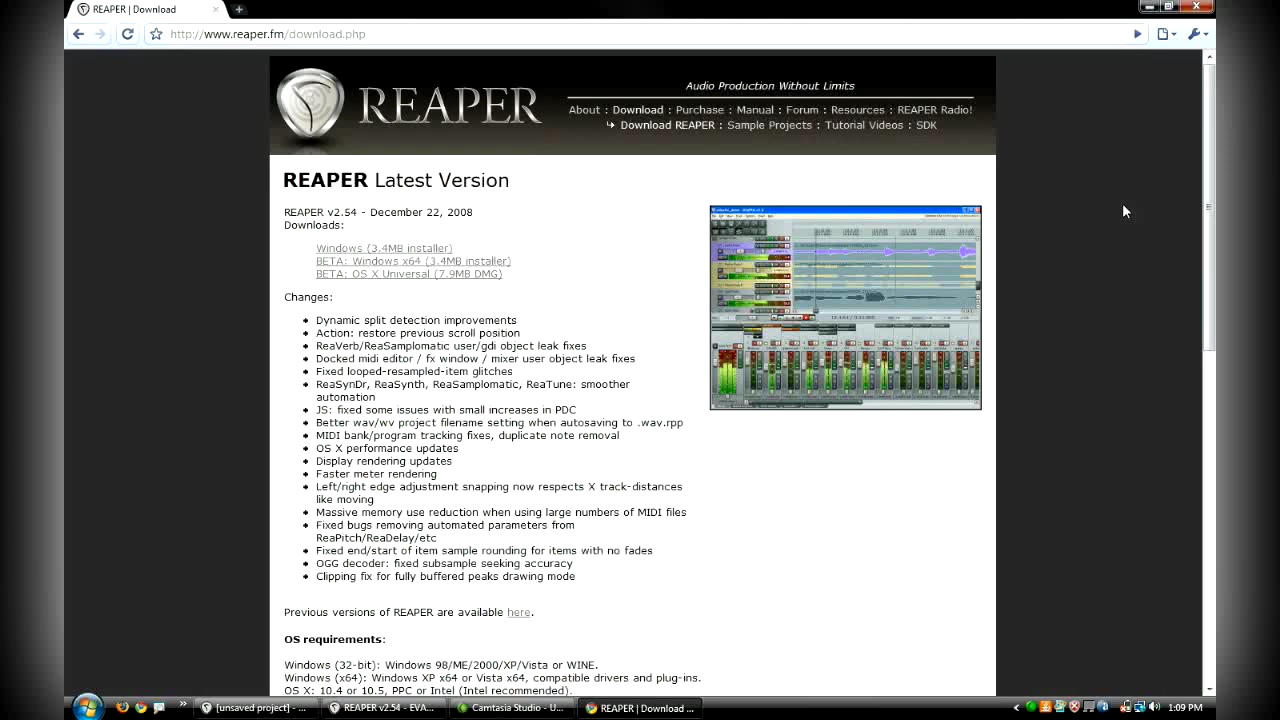 REAPER | Download
http://www.reaper.fm/download.php
REAPER
Audio Production Without Limits
About : Download : Purchase : Manual : Forum : Resources : REAPER Radio!
Download REAPER : Sample Projects : Tutorial Videos : SDK
REAPER Latest Version
REAPER v2.54 - December 22, 2008
Downloads:
Windows (3.4MB installer)
BETA: Windows x64 (3.4MB installer)
BETA: OS X Universal (7.9MB DMG)
Changes:
Dynamic split detection improvements
Action: restore previous scroll position
ReaVerb/ReaSamplomatic user/gdi object leak fixes
Docked midi editor / fx window / mixer user object leak fixes
Fixed looped-resampled-item glitches
ReaSynDr, ReaSynth, ReaSamplomatic, ReaTune: smoother
automation
JS: fixed some issues with small increases in PDC
Better wav/wv project filename setting when autosaving to .wav.rpp
MIDI bank/program tracking fixes, duplicate note removal
OS X performance updates
Display rendering updates
Faster meter rendering
Left/right edge adjustment snapping now respects X track-distances
like moving
Massive memory use reduction when using large numbers of MIDI files
Fixed bugs removing automated parameters from
ReaPitch/ReaDelay/etc
Fixed end/start of item sample rounding for items with no fades
OGG decoder: fixed subsample seeking accuracy
Clipping fix for fully buffered peaks drawing mode
Previous versions of REAPER are available here.
OS requirements:
Windows (32-bit): Windows 98/ME/2000/XP/Vista or WINE.
Windows (x64): Windows XP x64 or Vista x64, compatible drivers and plug-ins.
OS X: 10.4 or 10.5, PPC or Intel (Intel recommended).
[unsaved project] - ...
REAPER v2.54 - EVA...
Camtasia Studio - U...
REAPER | Download ...
1:09 PM